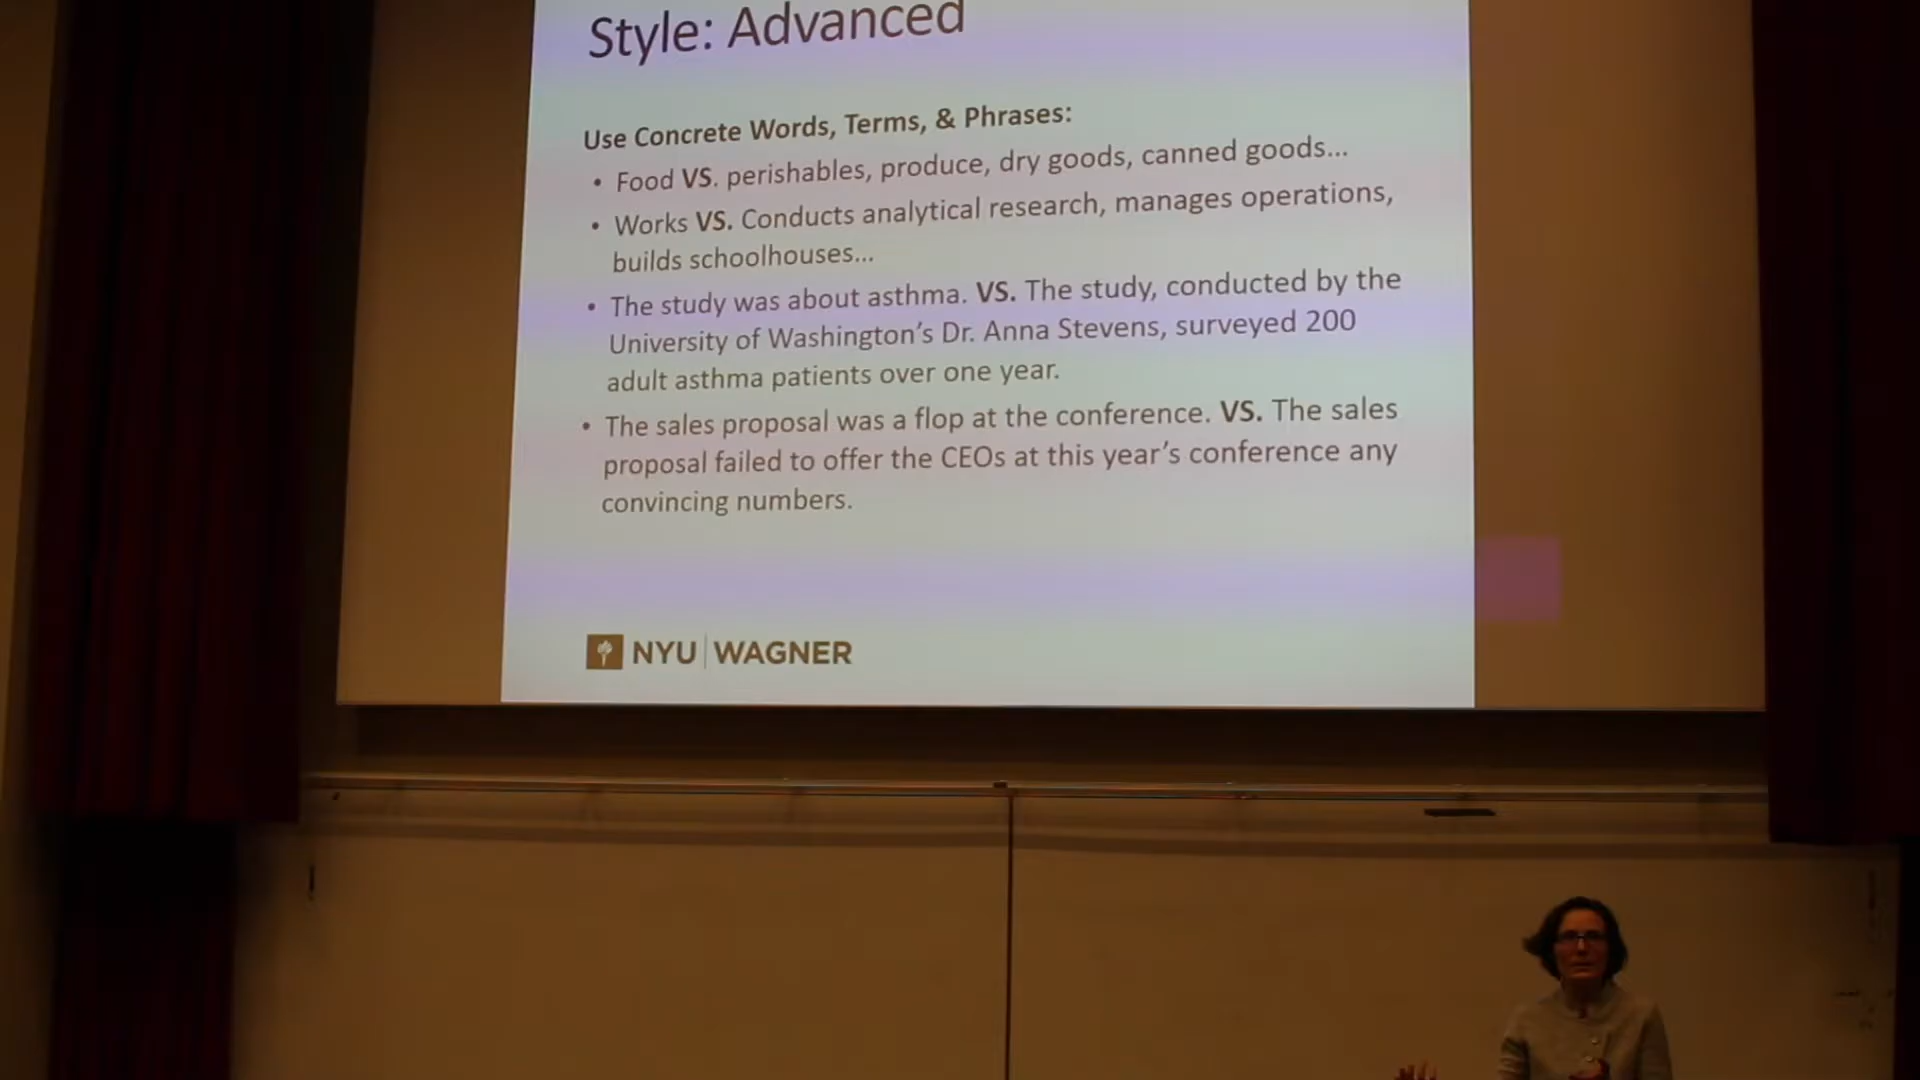 Style: Advanced
Use Concrete Words, Terms, & Phrases:
• Food VS. perishables, produce, dry goods, canned goods...
• Works VS. Conducts analytical research, manages operations,
builds schoolhouses...
• The study was about asthma. VS. The study, conducted by the
University of Washington’s Dr. Anna Stevens, surveyed 200
adult asthma patients over one year.
• The sales proposal was a flop at the conference. VS. The sales
proposal failed to offer the CEOs at this year’s conference any
convincing numbers.
NYU | WAGNER